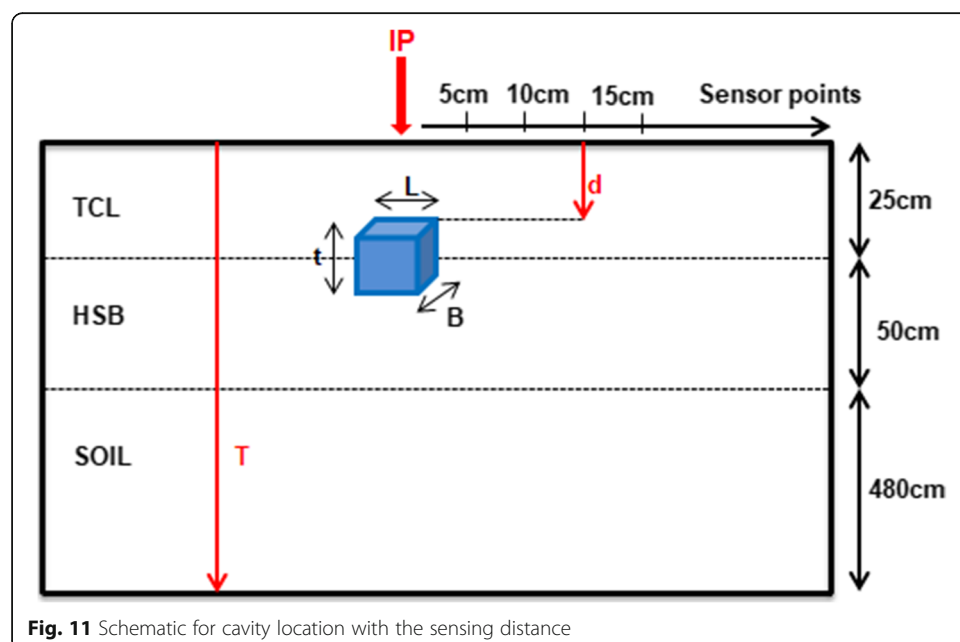 IP
5cm 10cm 15cm Sensor points
TCL
L
d
25cm
t
HSB
B
50cm
SOIL
T
480cm
Fig. 11 Schematic for cavity location with the sensing distance